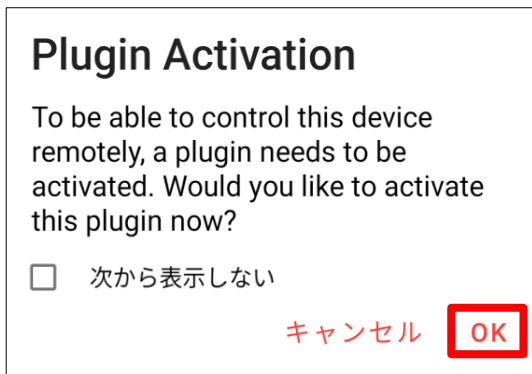 Plugin Activation
To be able to control this device
remotely, a plugin needs to be
activated. Would you like to activate
this plugin now?
次から表示しない
キャンセル OK